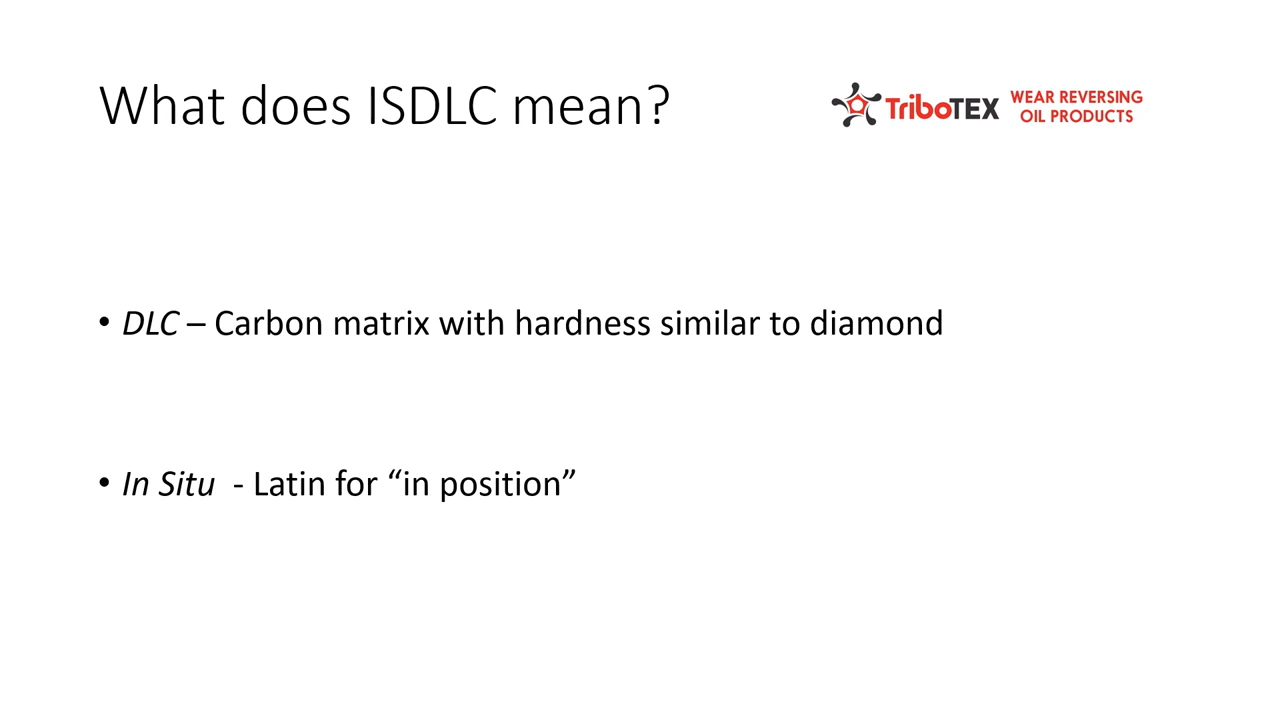 What does ISDLC mean?
TriboTEX
WEAR REVERSING
OIL PRODUCTS
• DLC – Carbon matrix with hardness similar to diamond
• In Situ  - Latin for “in position”